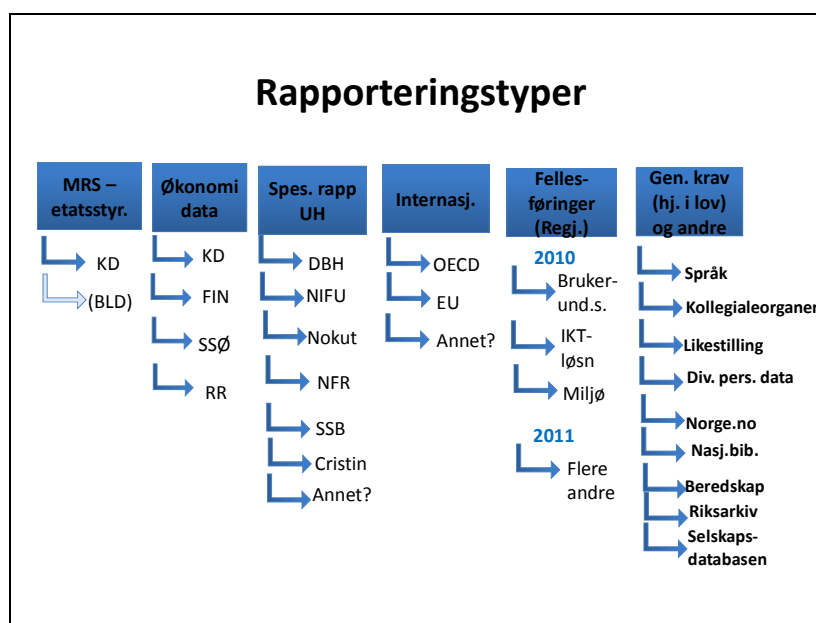 Rapporteringstyper
MRS –
etatsstyr.
KD
(BLD)
Økonomi
data
KD
FIN
SSØ
RR
Spes. rapp
UH
DBH
NIFU
Nokut
NFR
SSB
Cristin
Annet?
Internasj.
OECD
EU
Annet?
Felles-
føringer
(Regj.)
2010
Bruker-
und.s.
IKT-
løsn
Miljø
2011
Flere
andre
Gen. krav
(hj. i lov)
og andre
Språk
Kollegialeorganer
Likestilling
Div. pers. data
Norge.no
Nasj.bib.
Beredskap
Riksarkiv
Selskaps-
databasen